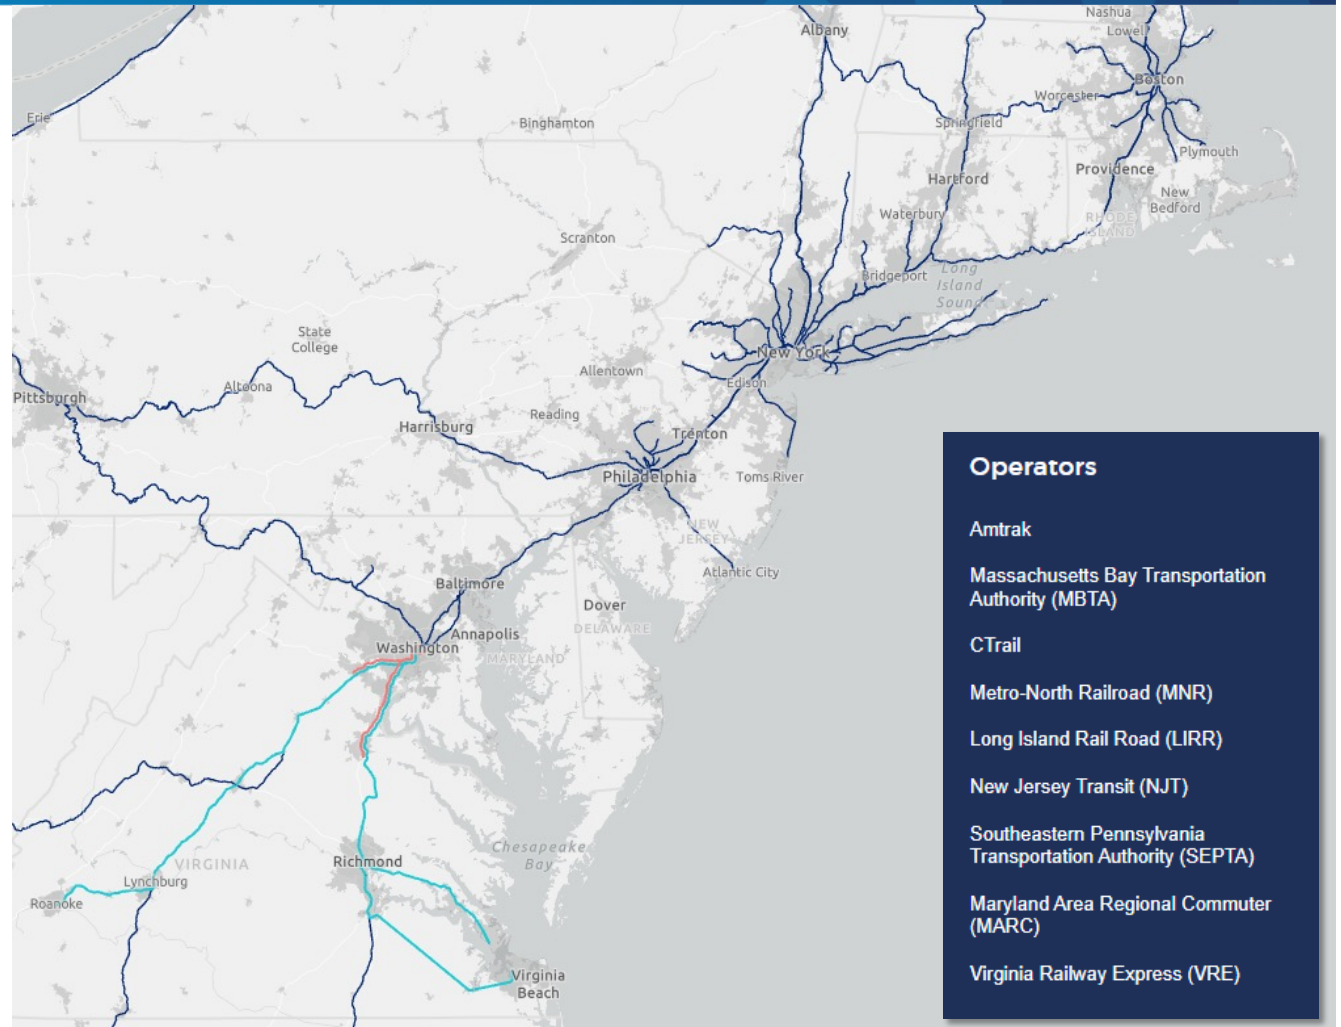 Nashua
Lowell
Albany
Boston
Worcester
Erie
Binghamton
Springfield
Plymouth
Providence
Hartford
New
Bedford
Waterbury
RHODE
ISLAND
Scranton
Bridgeport
Long
Island
Sound
State
College
New York
Allentown
Edison
Altoona
Pittsburgh
Reading
Harrisburg
Trenton
Philadelphia
Toms River
NEW
JERSEY
Atlantic City
Baltimore
Dover
DELAWARE
Annapolis
Washington
MARYLAND
Chesapeake
Bay
Richmond
VIRGINIA
Lynchburg
Roanoke
Virginia
Beach
Operators
Amtrak
Massachusetts Bay Transportation
Authority (MBTA)
CTrail
Metro-North Railroad (MNR)
Long Island Rail Road (LIRR)
New Jersey Transit (NJT)
Southeastern Pennsylvania
Transportation Authority (SEPTA)
Maryland Area Regional Commuter
(MARC)
Virginia Railway Express (VRE)